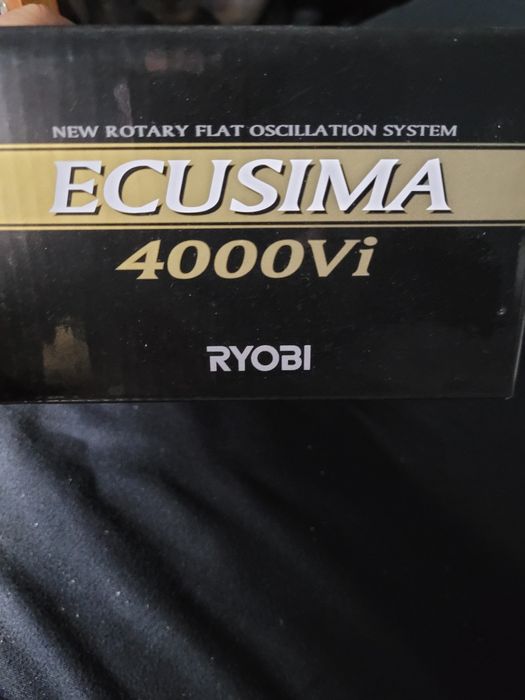 NEW ROTARY FLAT OSCILLATION SYSTEM
ECUSIMA
4000Vi
RYOBI